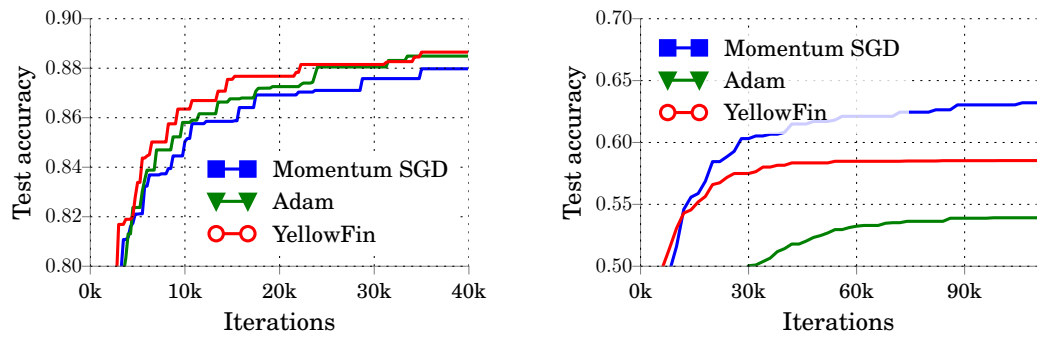 Test accuracy
0.90
0.88
0.86
0.84
0.82
0.80
0k
10k
20k
30k
40k
Iterations
Momentum SGD
Adam
YellowFin
Test accuracy
0.70
0.65
0.60
0.55
0.50
0k
30k
60k
90k
Iterations
Momentum SGD
Adam
YellowFin